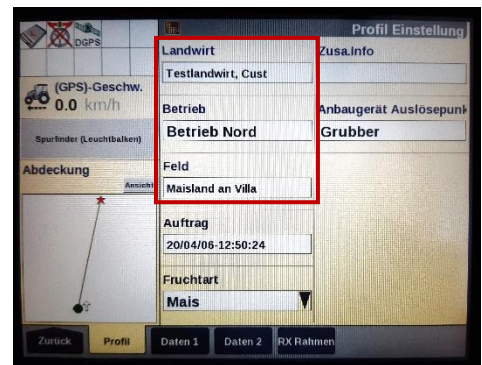 DGPS
Profil Einstellung
(GPS)-Geschw.
0.0 km/h
Spurfinder (Leuchtbalken)
Abdeckung
Ansicht
Landwirt
Testlandwirt, Cust
Betrieb
Betrieb Nord
Feld
Maisland an Villa
Auftrag
20/04/06-12:50:24
Fruchtart
Mais
Zusa.Info
Anbaugerät Auslösepunk
Grubber
Zurück
Profil
Daten 1
Daten 2
RX Rahmen